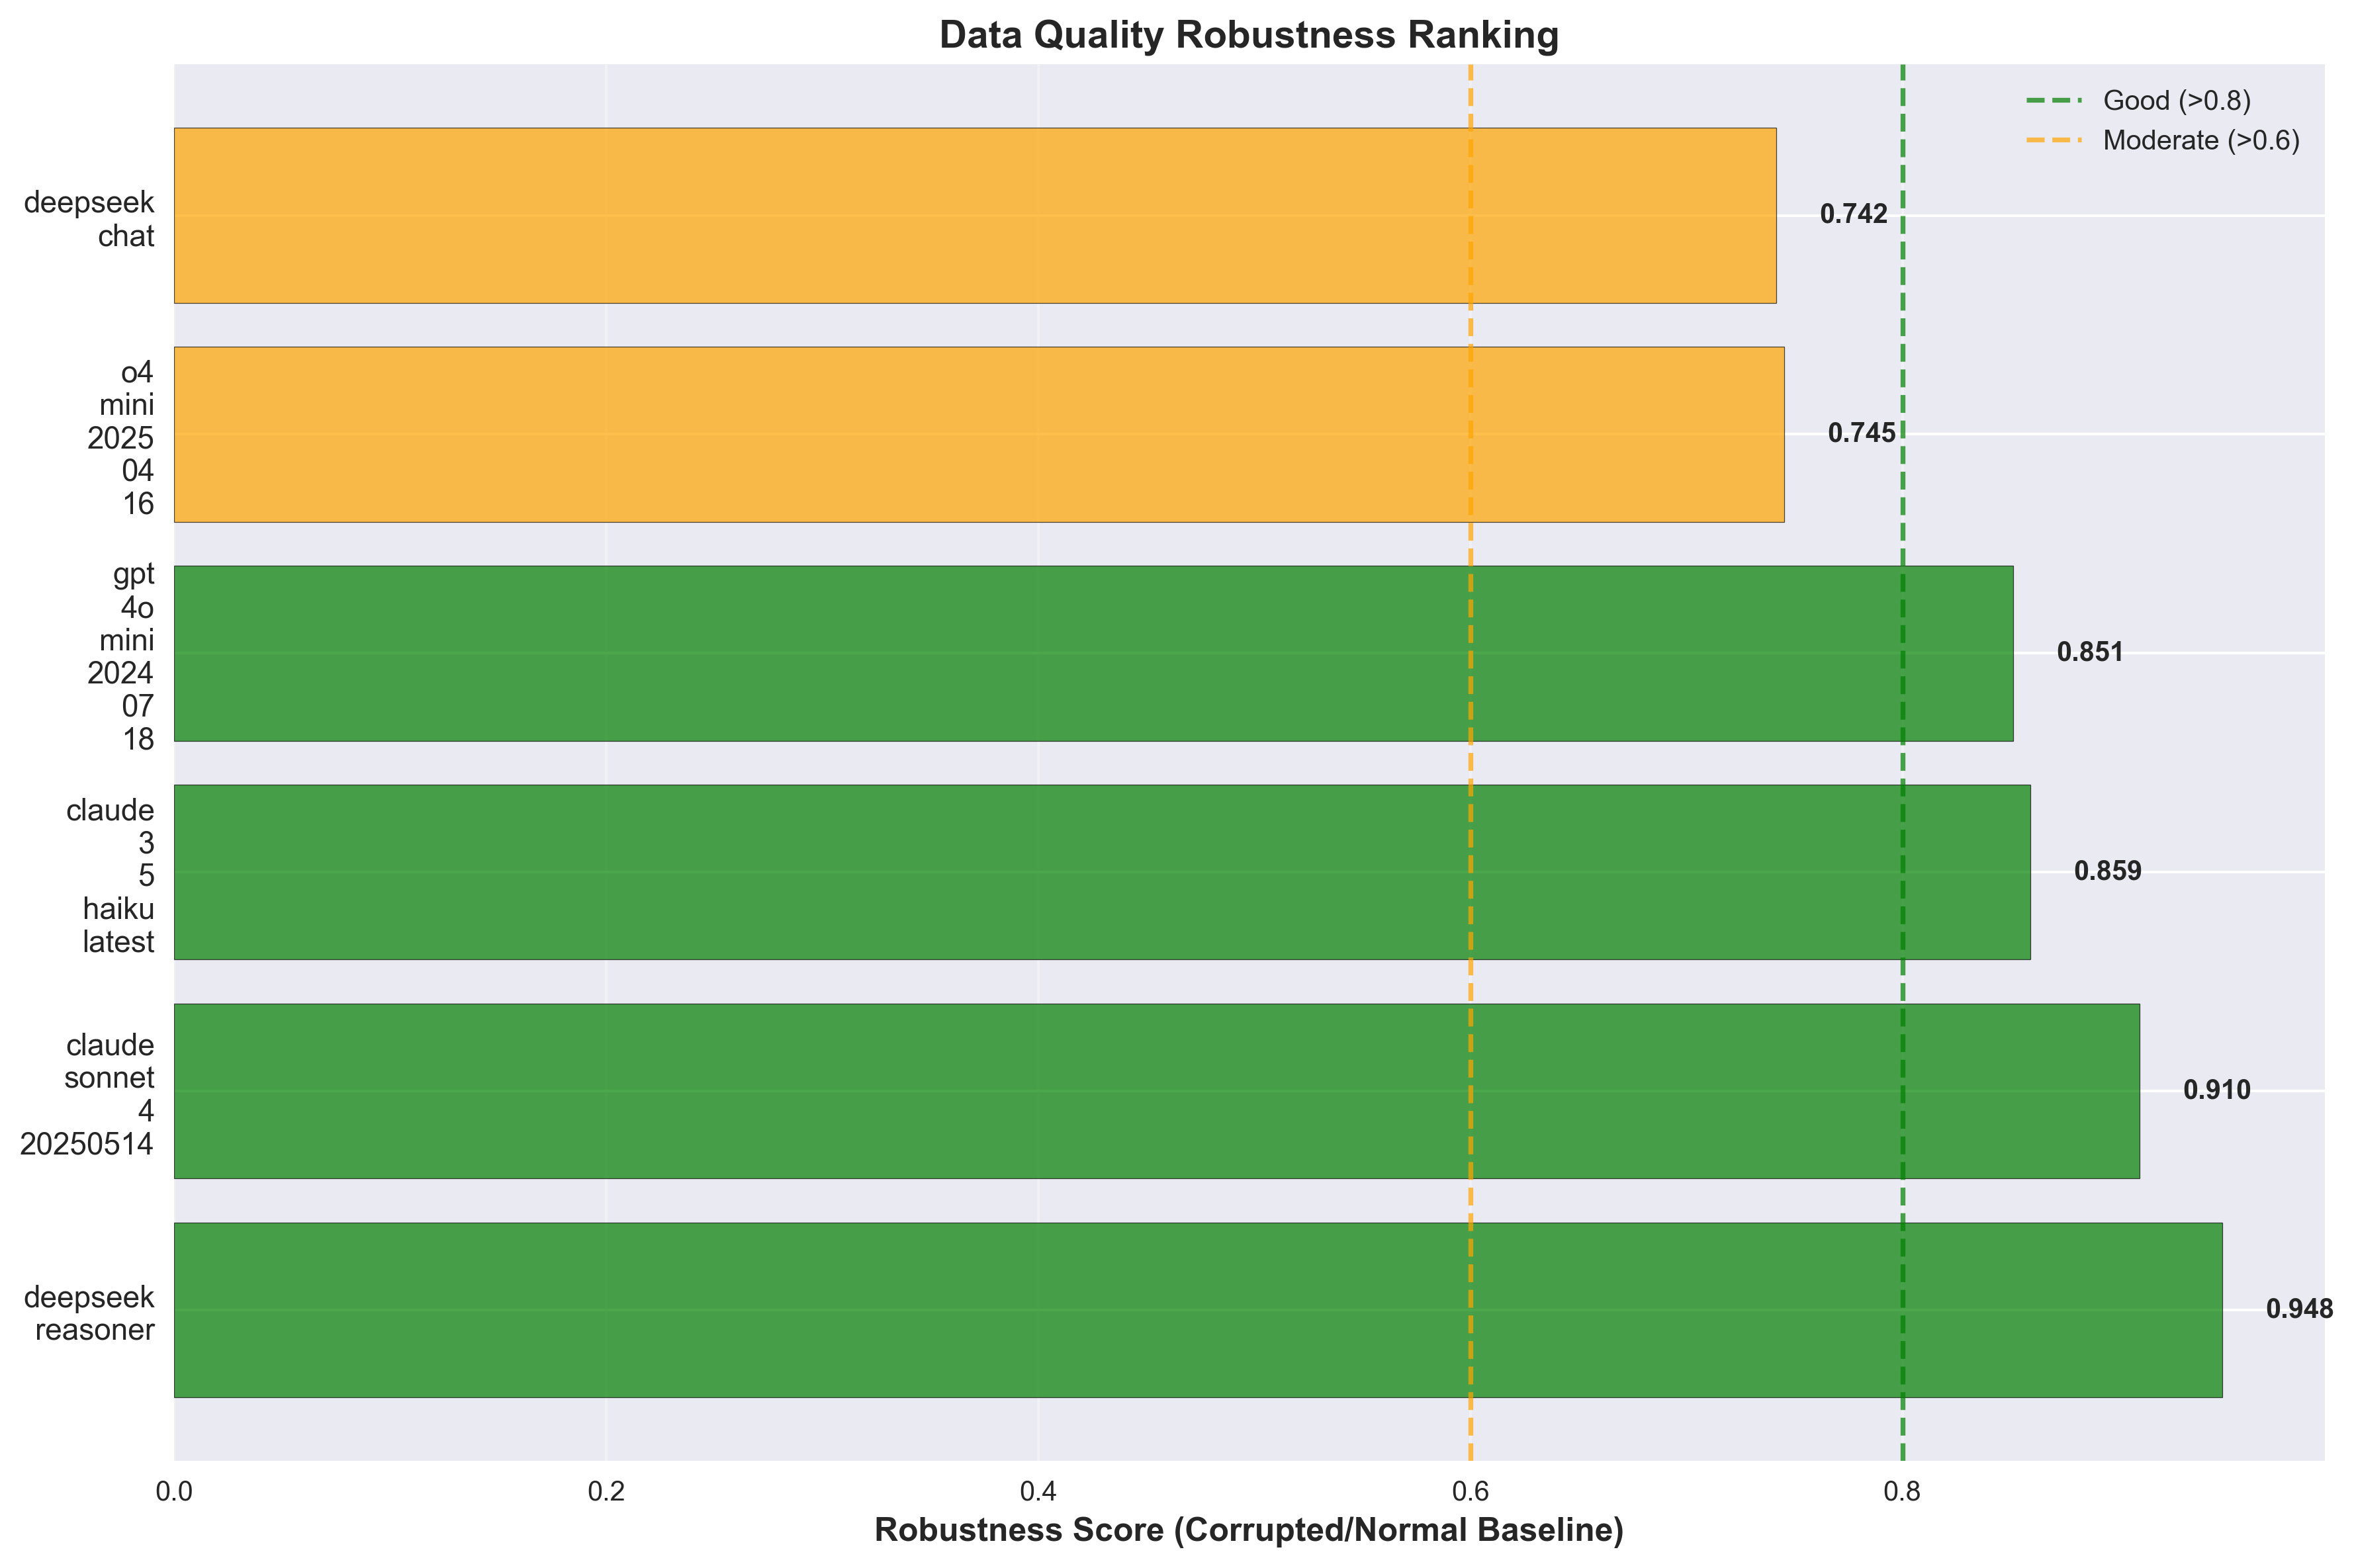 Data Quality Robustness Ranking
Good (>0.8)
Moderate (>0.6)
deepseek
chat
0.742
o4
mini
2025
04
16
0.745
gpt
4o
mini
2024
07
18
0.851
claude
3
5
haiku
latest
0.859
claude
sonnet
4
20250514
0.910
deepseek
reasoner
0.948
0.0 0.2 0.4 0.6 0.8
Robustness Score (Corrupted/Normal Baseline)